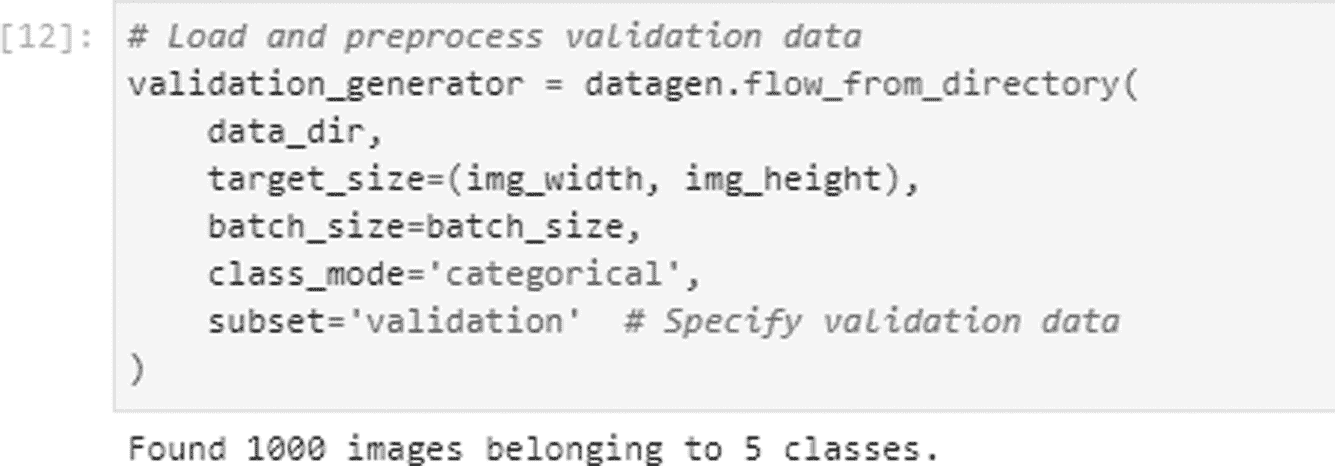 [12]: # Load and preprocess validation data
validation_generator = datagen.flow_from_directory(
    data_dir,
    target_size=(img_width, img_height),
    batch_size=batch_size,
    class_mode='categorical',
    subset='validation'  # Specify validation data
)
Found 1000 images belonging to 5 classes.